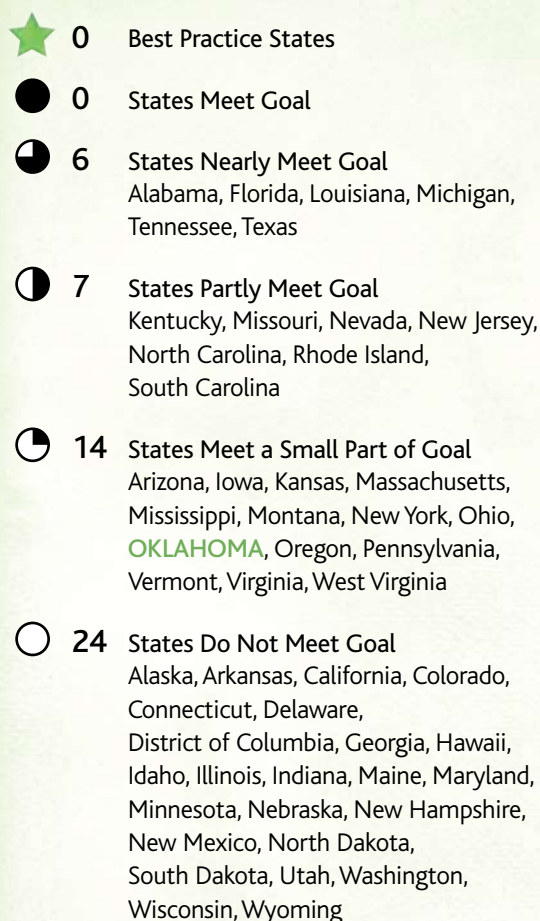 0 Best Practice States
0 States Meet Goal
6 States Nearly Meet Goal
Alabama, Florida, Louisiana, Michigan,
Tennessee, Texas
7 States Partly Meet Goal
Kentucky, Missouri, Nevada, New Jersey,
North Carolina, Rhode Island,
South Carolina
14 States Meet a Small Part of Goal
Arizona, Iowa, Kansas, Massachusetts,
Mississippi, Montana, New York, Ohio,
OKLAHOMA, Oregon, Pennsylvania,
Vermont, Virginia, West Virginia
24 States Do Not Meet Goal
Alaska, Arkansas, California, Colorado,
Connecticut, Delaware,
District of Columbia, Georgia, Hawaii,
Idaho, Illinois, Indiana, Maine, Maryland,
Minnesota, Nebraska, New Hampshire,
New Mexico, North Dakota,
South Dakota, Utah, Washington,
Wisconsin, Wyoming